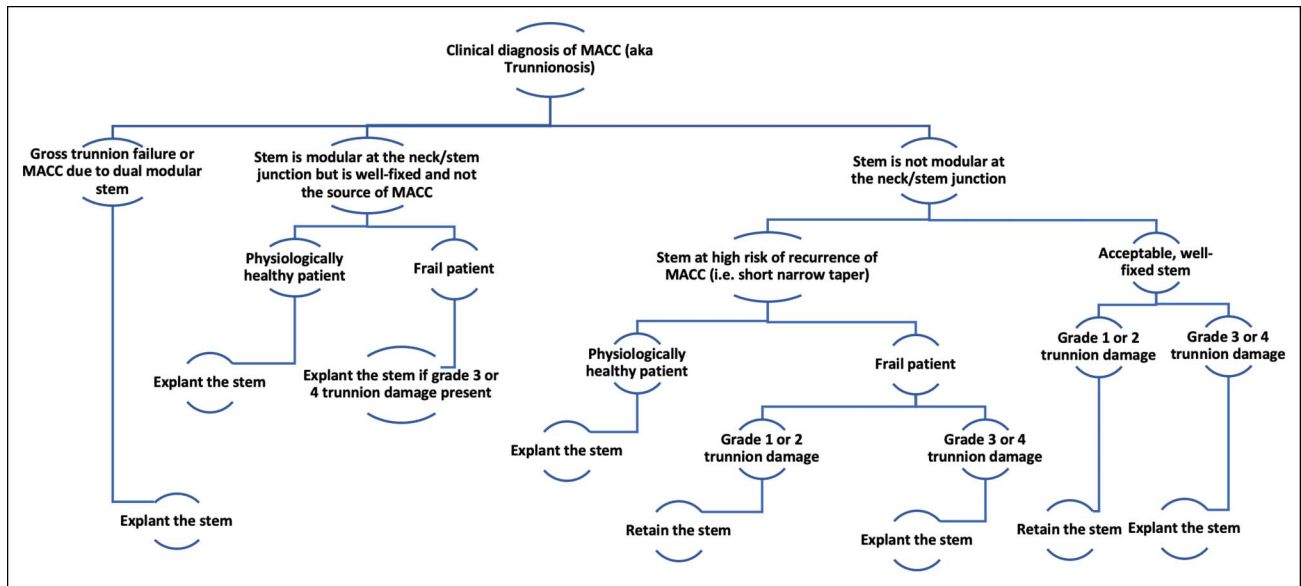 Clinical diagnosis of MACC (aka
Trunnionosis)
Gross trunnion failure or
MACC due to dual modular
stem
Stem is modular at the neck/stem
junction but is well-fixed and not
the source of MACC
Stem is not modular at
the neck/stem junction
Physiologically
healthy patient
Frail patient
Stem at high risk of recurrence of
MACC (i.e. short narrow taper)
Acceptable, well-
fixed stem
Explant the stem
Explant the stem if grade 3 or
4 trunnion damage present
Physiologically
healthy patient
Frail patient
Grade 1 or 2
trunnion damage
Grade 3 or 4
trunnion damage
Explant the stem
Grade 1 or 2
trunnion damage
Grade 3 or 4
trunnion damage
Explant the stem
Retain the stem
Explant the stem
Retain the stem
Explant the stem